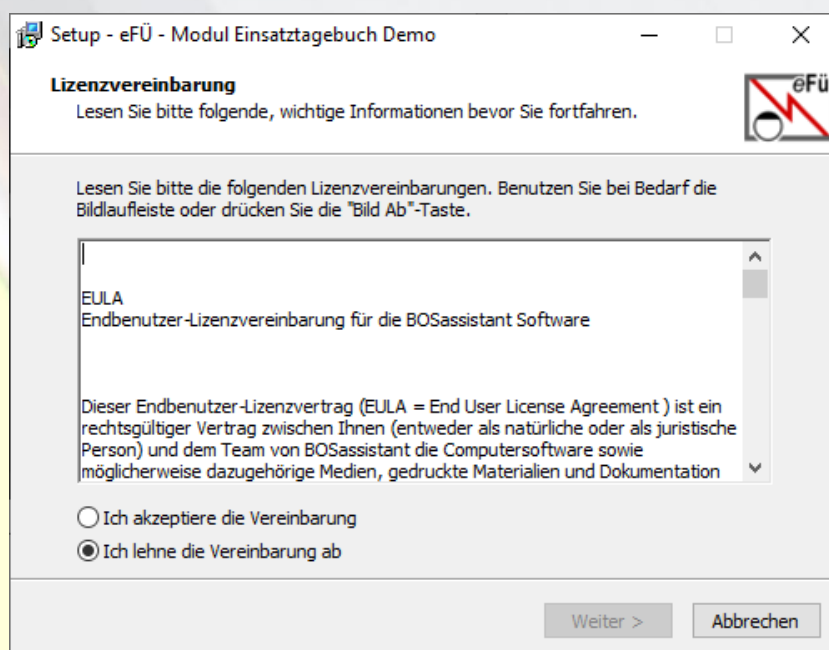 Setup - eFÜ - Modul Einsatztagebuch Demo
Lizenzvereinbarung
Lesen Sie bitte folgende, wichtige Informationen bevor Sie fortfahren.
eFü
Lesen Sie bitte die folgenden Lizenzvereinbarungen. Benutzen Sie bei Bedarf die
Bildlaufleiste oder drücken Sie die "Bild Ab"-Taste.
EULA
Endbenutzer-Lizenzvereinbarung für die BOSassistant Software
Dieser Endbenutzer-Lizenzvertrag (EULA = End User License Agreement ) ist ein
rechtsgültiger Vertrag zwischen Ihnen (entweder als natürliche oder als juristische
Person) und dem Team von BOSassistant die Computersoftware sowie
möglicherweise dazugehörige Medien, gedruckte Materialien und Dokumentation
Ich akzeptiere die Vereinbarung
Ich lehne die Vereinbarung ab
Weiter >
Abbrechen